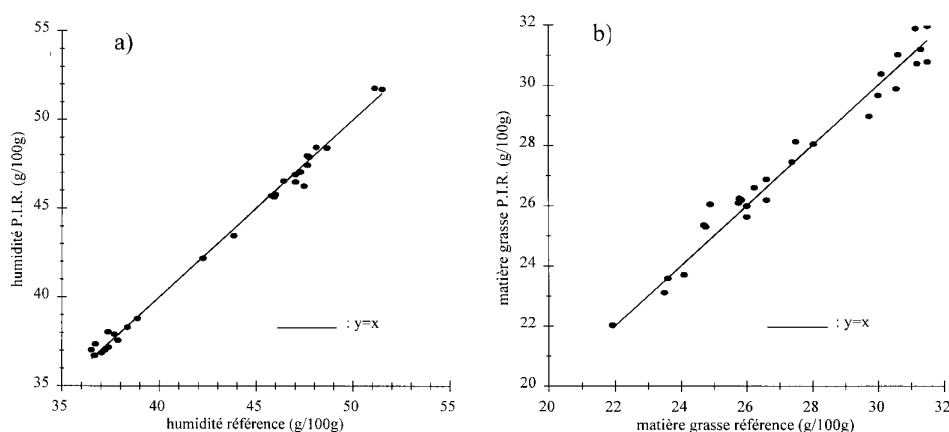 a)
55
50
45
40
35
humidité P.I.R. (g/100g)
: y=x
35 40 45 50 55
humidité référence (g/100g)
b)
32
30
28
26
24
22
20
matière grasse P.I.R. (g/100g)
: y=x
20 22 24 26 28 30 32
matière grasse référence (g/100g)